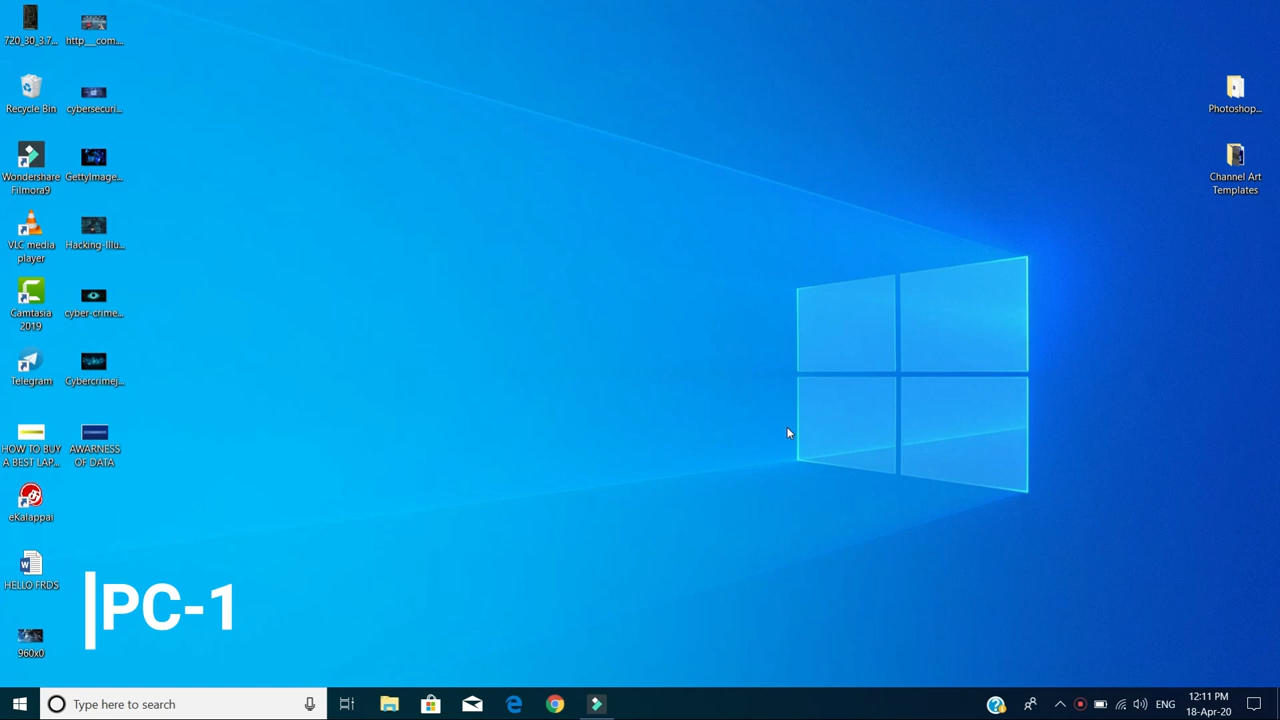 720_30_3.7...
http__com....
Recycle Bin
cybersecuri...
Photoshop...
Wondershare
Filmora9
GettyImage...
Channel Art
Templates
VLC media
player
Hacking-Illu...
Camtasia
2019
cyber-crime...
Telegram
Cybercrimej...
HOW TO BUY
A BEST LAP...
AWARNESS
OF DATA
eKalappai
HELLO FRDS
PC-1
960x0
Type here to search
ENG
12:11 PM
18-Apr-20